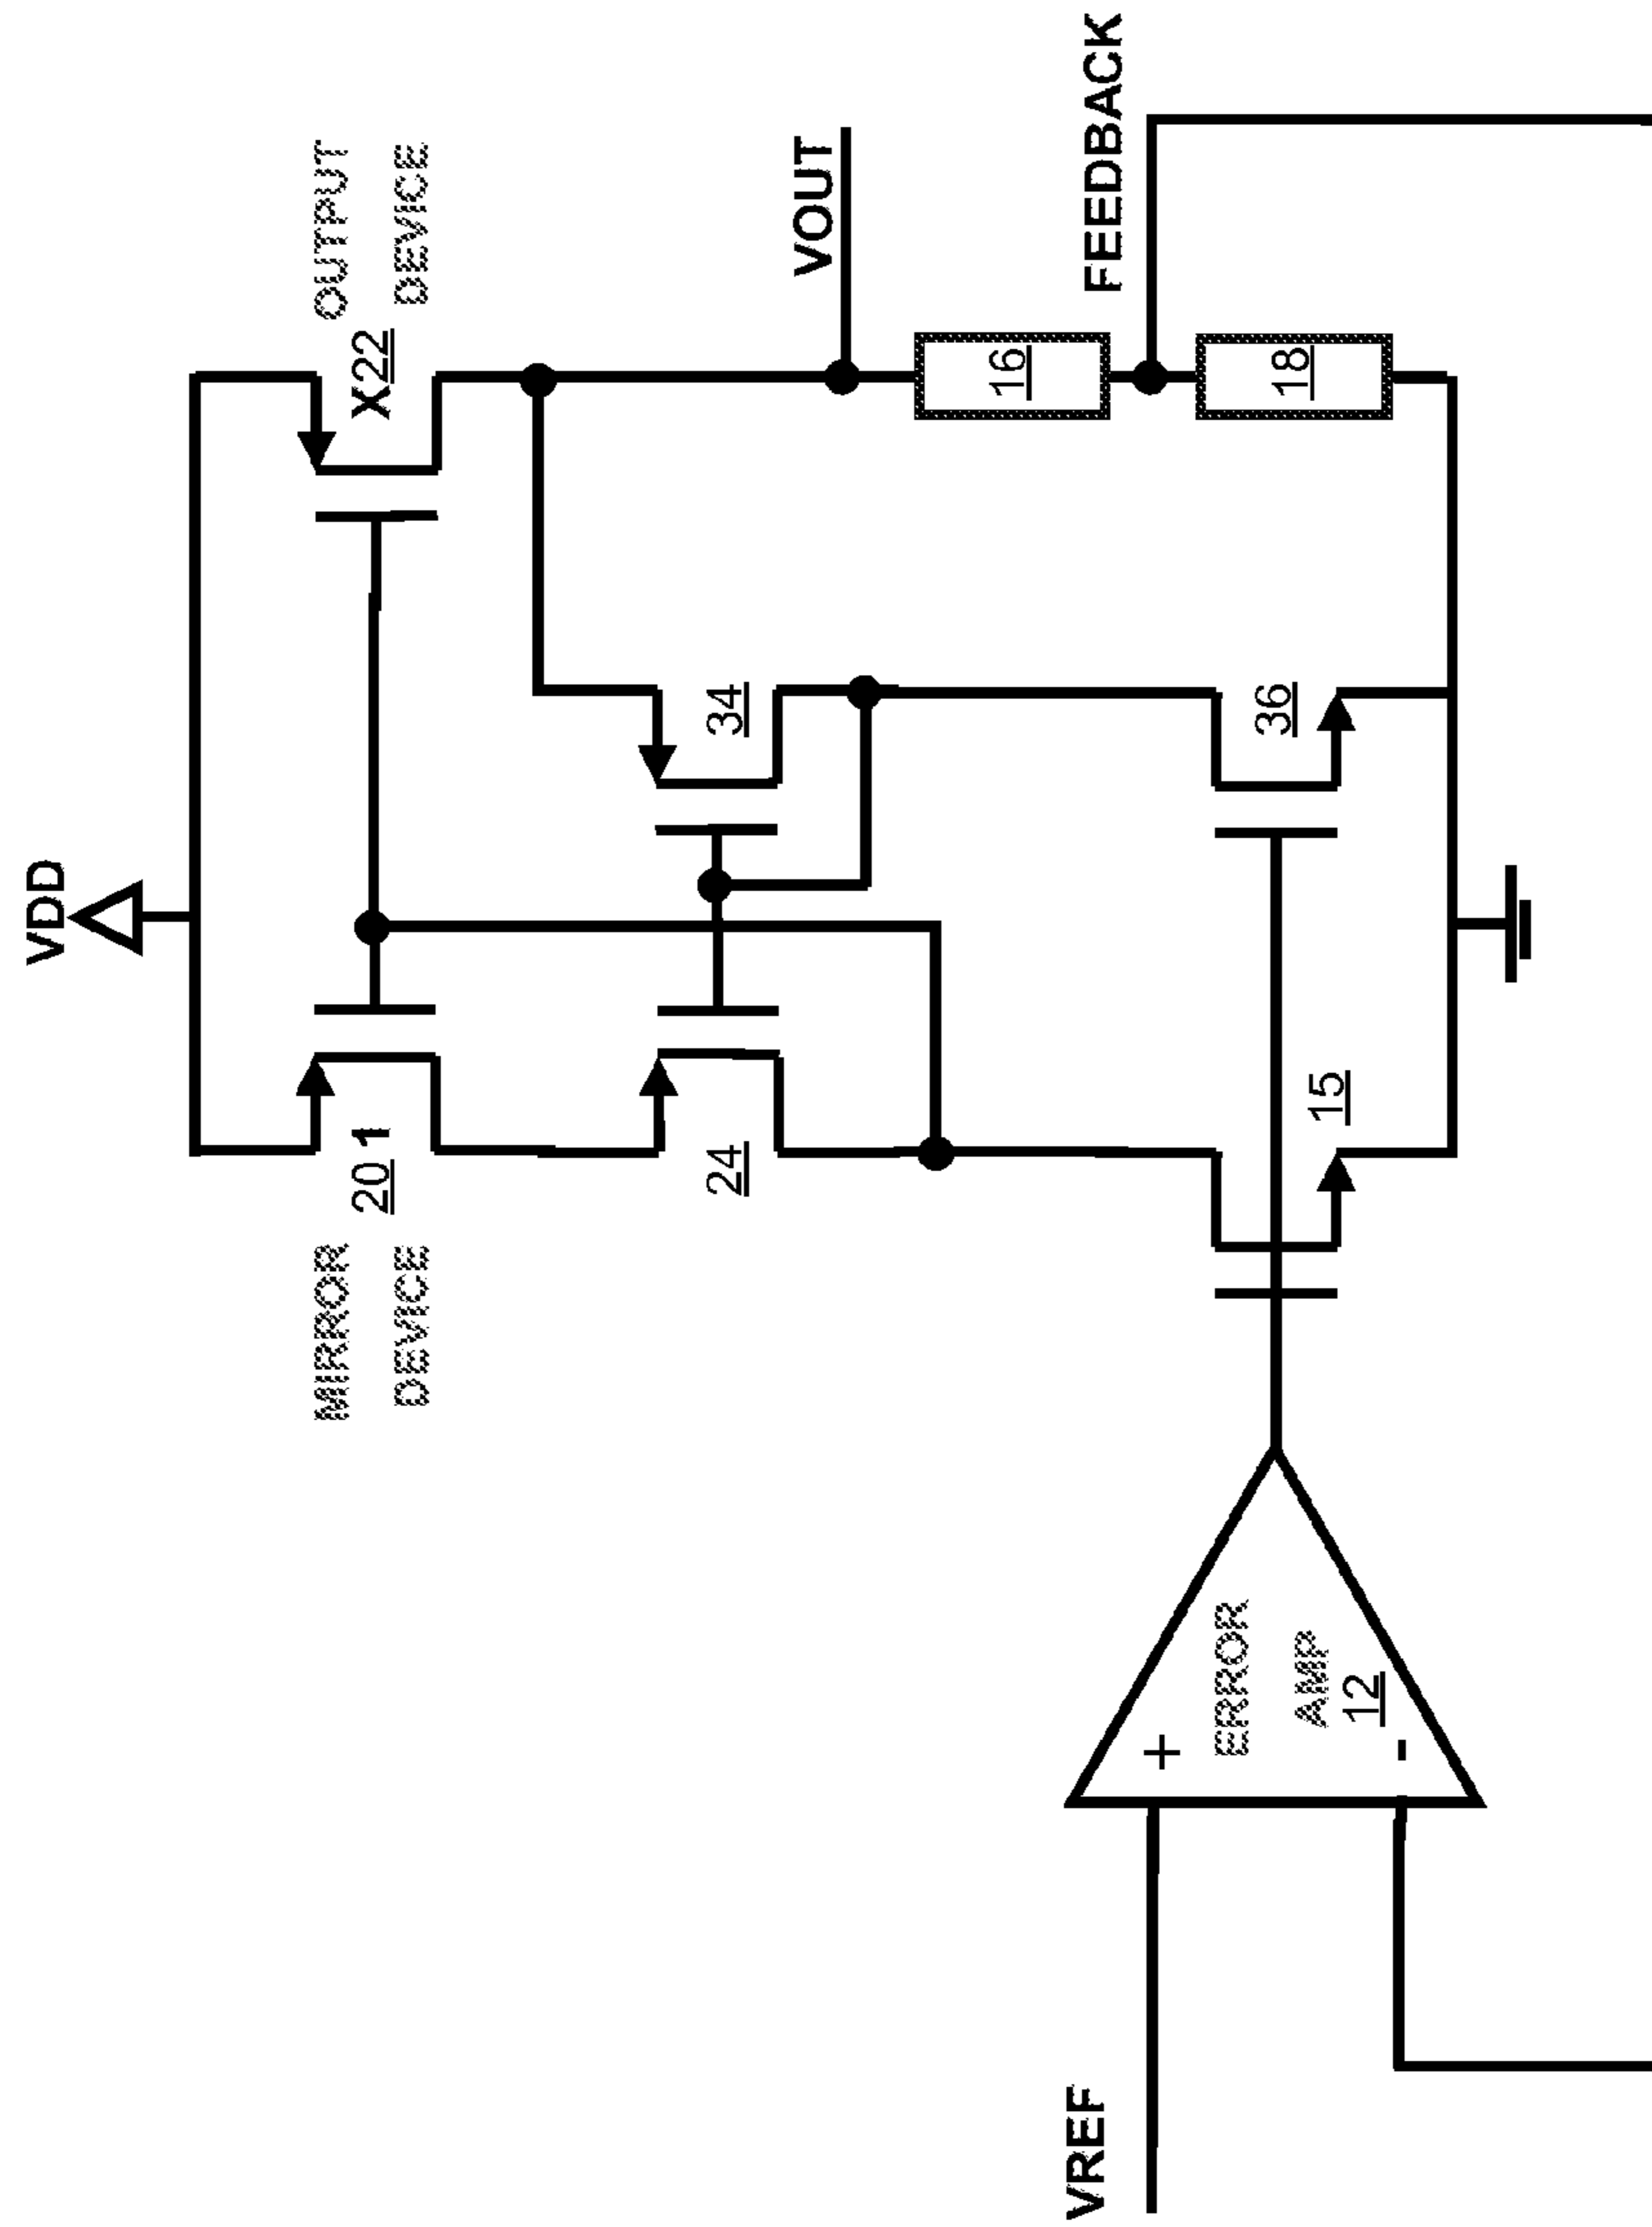 VDD
MIRROR
DEVICE
20 1
OUTPUT
DEVICE
X22
24
34
VOUT
16
FEEDBACK
18
VREF
+
ERROR
AMP
12
-
15
36